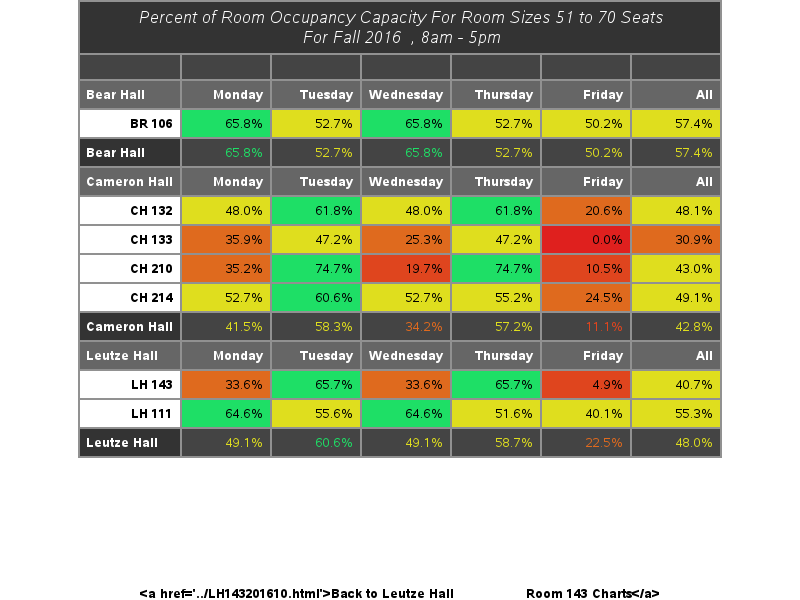 Percent of Room Occupancy Capacity For Room Sizes 51 to 70 Seats
For Fall 2016 , 8am - 5pm
Bear Hall Monday Tuesday Wednesday Thursday Friday All
BR 106 65.8% 52.7% 65.8% 52.7% 50.2% 57.4%
Bear Hall 65.8% 52.7% 65.8% 52.7% 50.2% 57.4%
Cameron Hall Monday Tuesday Wednesday Thursday Friday All
CH 132 48.0% 61.8% 48.0% 61.8% 20.6% 48.1%
CH 133 35.9% 47.2% 25.3% 47.2% 0.0% 30.9%
CH 210 35.2% 74.7% 19.7% 74.7% 10.5% 43.0%
CH 214 52.7% 60.6% 52.7% 55.2% 24.5% 49.1%
Cameron Hall 41.5% 58.3% 34.2% 57.2% 11.1% 42.8%
Leutze Hall Monday Tuesday Wednesday Thursday Friday All
LH 143 33.6% 65.7% 33.6% 65.7% 4.9% 40.7%
LH 111 64.6% 55.6% 64.6% 51.6% 40.1% 55.3%
Leutze Hall 49.1% 60.6% 49.1% 58.7% 22.5% 48.0%
<a href='../LH143201610.html'>Back to Leutze Hall Room 143 Charts</a>